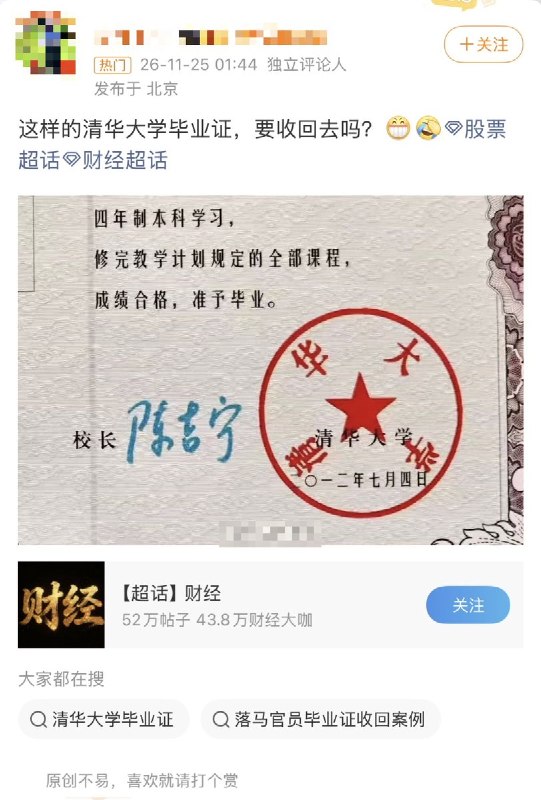 +关注
热门 26-11-25 01:44 独立评论人
发布于 北京
这样的清华大学毕业证，要收回去吗？股票
超话财经超话
四年制本科学习，
修完教学计划规定的全部课程，
成绩合格，准予毕业。
清华大学
校长 陈吉宁 清华大学
〇一二年七月四日
财经
【超话】财经
52万帖子 43.8万财经大咖
关注
大家都在搜
清华大学毕业证
落马官员毕业证收回案例
原创不易，喜欢就请打个赏